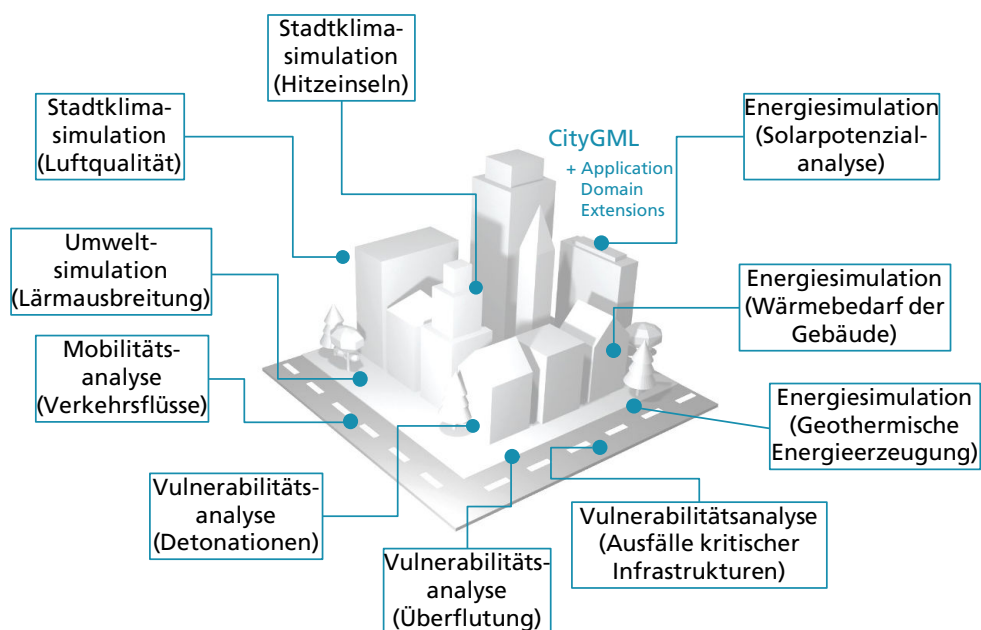 Stadtklima-
simulation
(Hitzeinseln)
Stadtklima-
simulation
(Luftqualität)
Energiesimulation
(Solarpotenzial-
analyse)
CityGML
+ Application
Domain
Extensions
Umwelt-
simulation
(Lärmausbreitung)
Energiesimulation
(Wärmebedarf der
Gebäude)
Mobilitäts-
analyse
(Verkehrsflüsse)
Energiesimulation
(Geothermische
Energieerzeugung)
Vulnerabilitäts-
analyse
(Detonationen)
Vulnerabilitäts-
analyse
(Überflutung)
Vulnerabilitätsanalyse
(Ausfälle kritischer
Infrastrukturen)